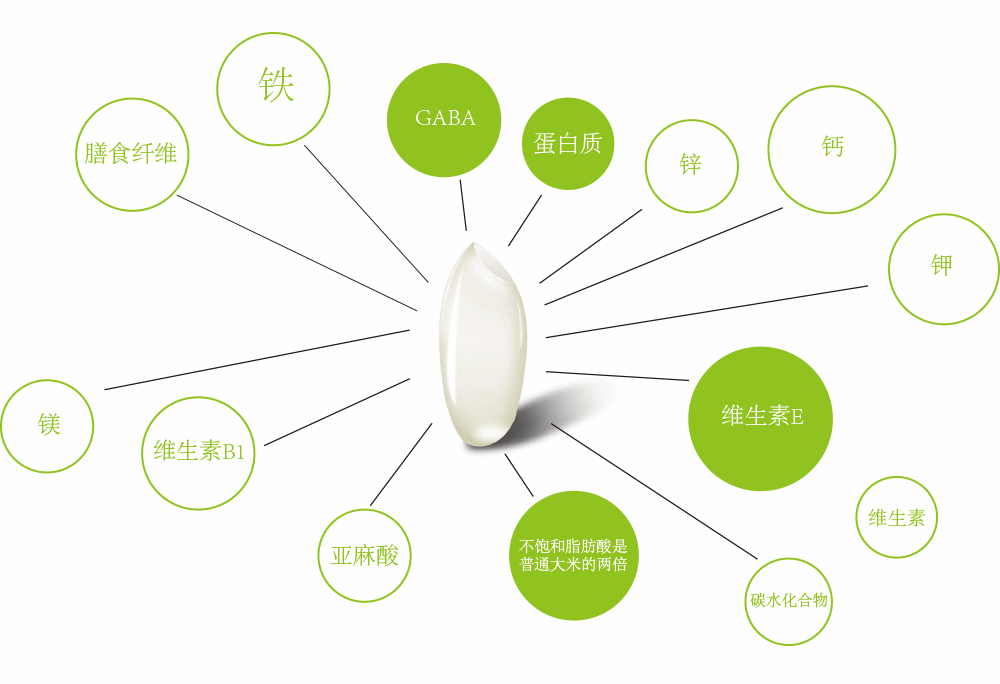 铁
GABA
蛋白质
膳食纤维
锌
钙
钾
镁
维生素B1
维生素E
亚麻酸
不饱和脂肪酸是
普通大米的两倍
维生素
碳水化合物